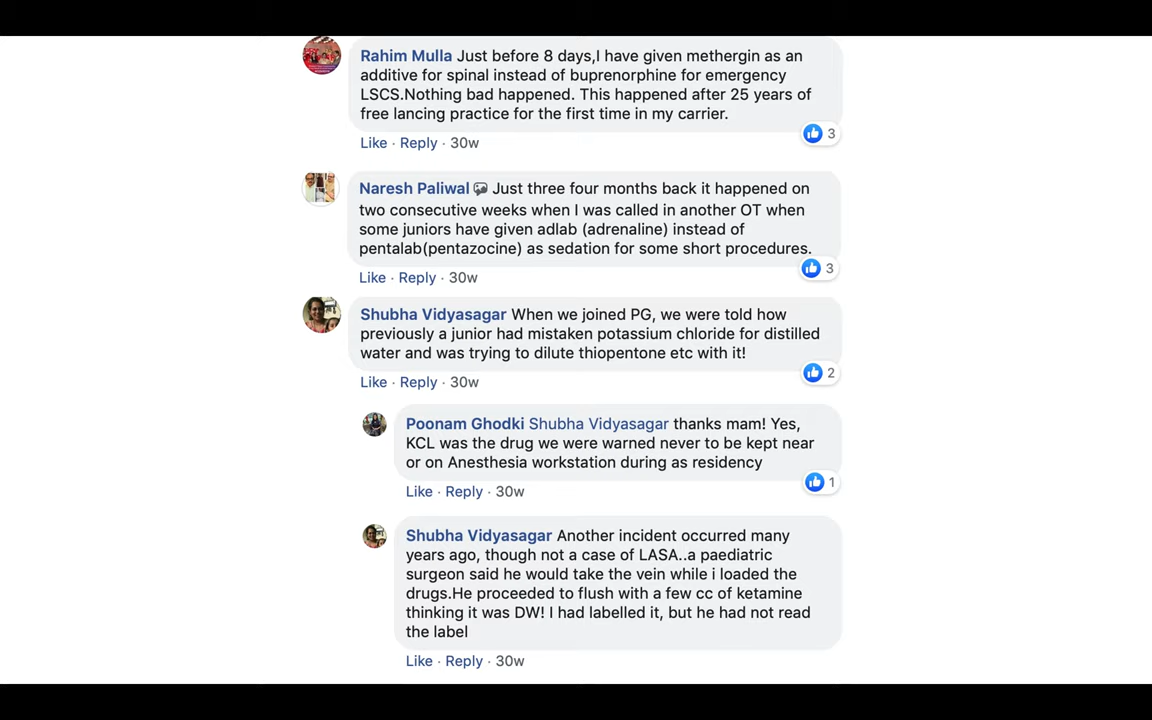 Rahim Mulla Just before 8 days,I have given methergin as an
additive for spinal instead of buprenorphine for emergency
LSCS.Nothing bad happened. This happened after 25 years of
free lancing practice for the first time in my carrier.
3
Like · Reply · 30w
Naresh Paliwal Just three four months back it happened on
two consecutive weeks when I was called in another OT when
some juniors have given adlab (adrenaline) instead of
pentalab(pentazocine) as sedation for some short procedures.
3
Like · Reply · 30w
Shubha Vidyasagar When we joined PG, we were told how
previously a junior had mistaken potassium chloride for distilled
water and was trying to dilute thiopentone etc with it!
2
Like · Reply · 30w
Poonam Ghodki Shubha Vidyasagar thanks mam! Yes,
KCL was the drug we were warned never to be kept near
or on Anesthesia workstation during as residency
1
Like · Reply · 30w
Shubha Vidyasagar Another incident occurred many
years ago, though not a case of LASA..a paediatric
surgeon said he would take the vein while i loaded the
drugs.He proceeded to flush with a few cc of ketamine
thinking it was DW! I had labelled it, but he had not read
the label
Like · Reply · 30w